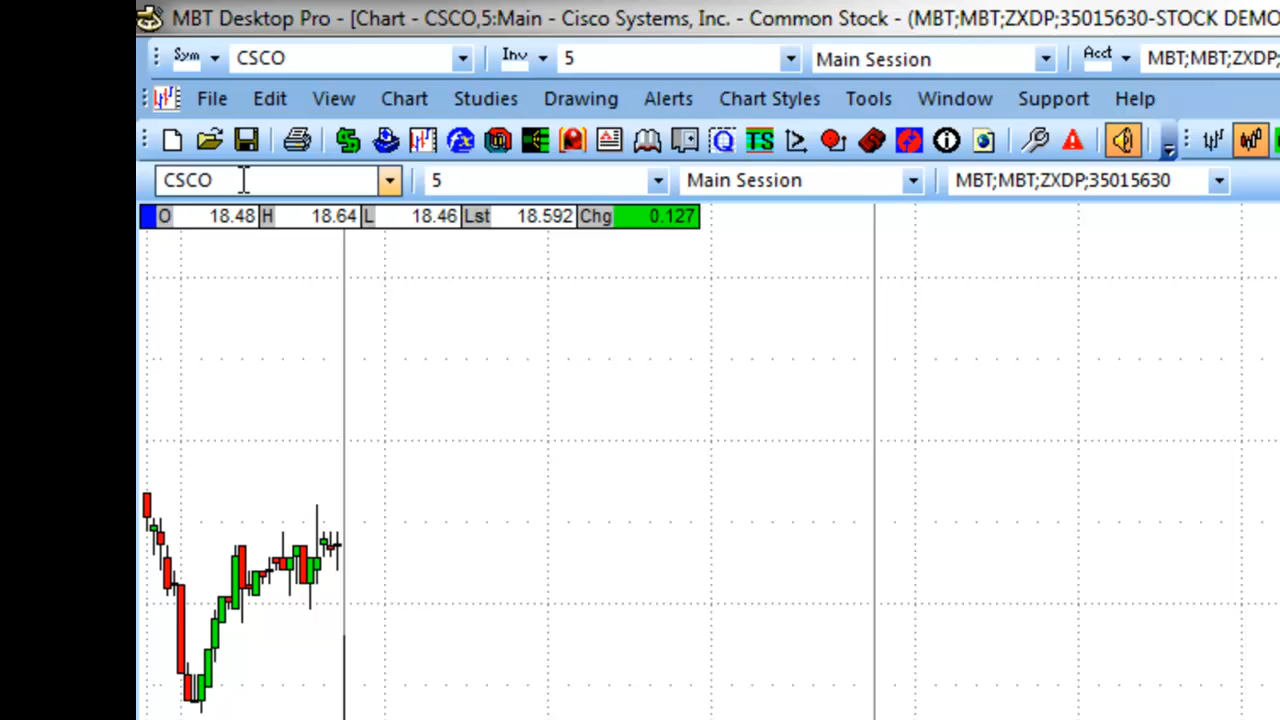 MBT Desktop Pro - [Chart - CSCO,5:Main - Cisco Systems, Inc. - Common Stock - (MBT;MBT;ZXDP;35015630-STOCK DEMO
Sym CSCO Inv 5 Main Session Acct MBT;MBT;ZXDP;
File Edit View Chart Studies Drawing Alerts Chart Styles Tools Window Support Help
TS
CSCO 5 Main Session MBT;MBT;ZXDP;35015630
O 18.48 H 18.64 L 18.46 Lst 18.592 Chg 0.127